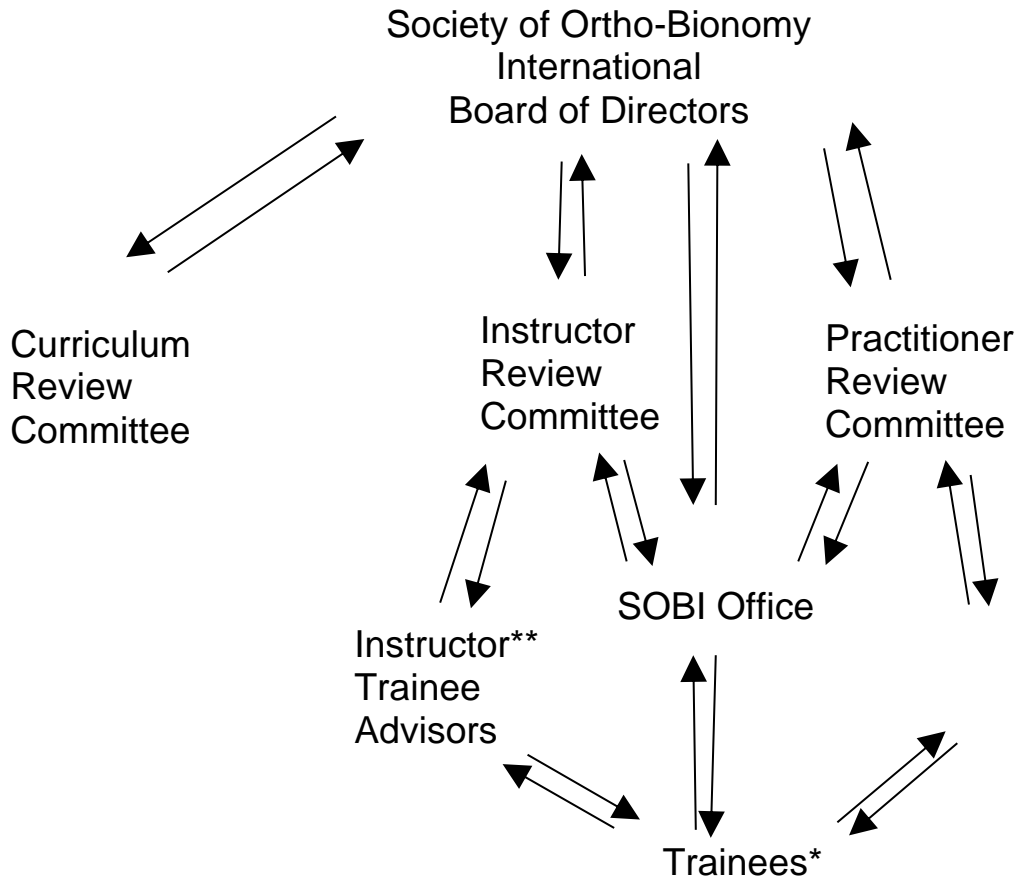 Society of Ortho-Bionomy
International
Board of Directors
Curriculum
Review
Committee
Instructor
Review
Committee
Practitioner
Review
Committee
SOBI Office
Instructor**
Trainee
Advisors
Trainees*